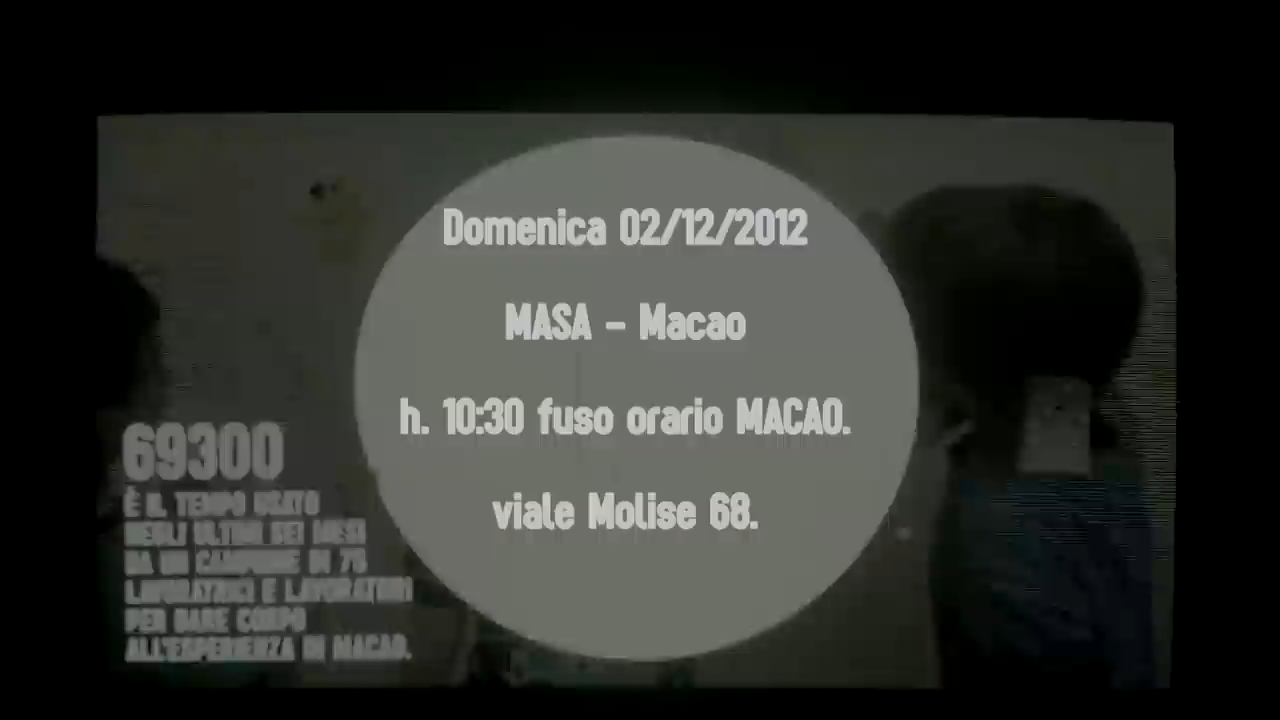 Domenica 02/12/2012
MASA - Macao
h. 10:30 fuso orario MACAO.
viale Molise 68.
69300
È IL TEMPO USATO
NEGLI ULTIMI SEI MESI
DA UN CAMPIONE DI 75
LAVORATRICI E LAVORATORI
PER DARE CORPO
ALL'ESPERIENZA DI MACAO.